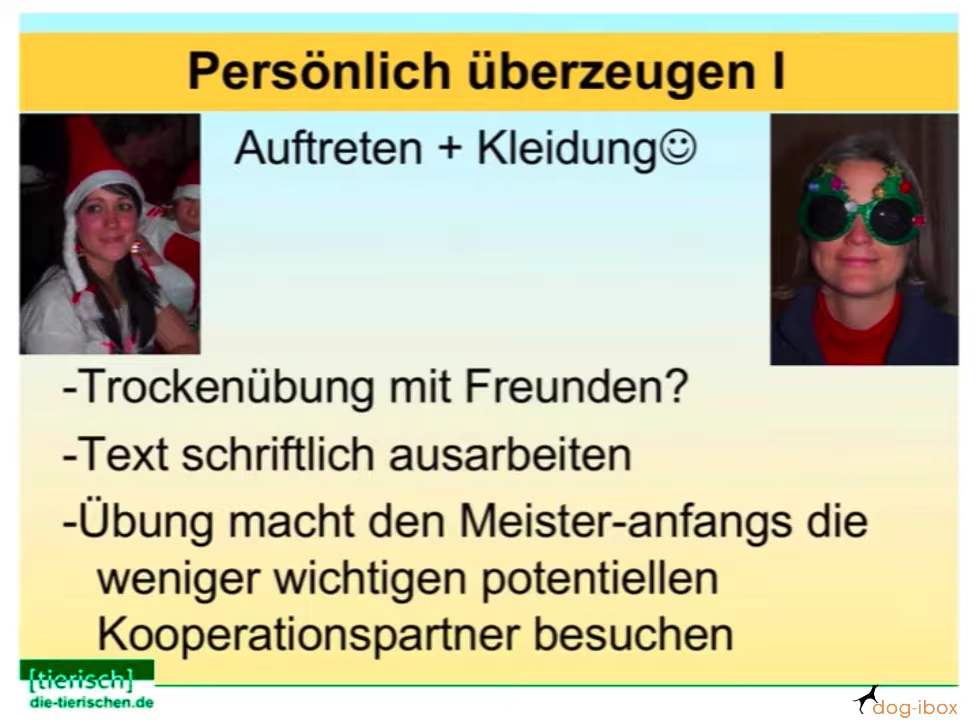 Persönlich überzeugen I
Auftreten + Kleidung☺
-Trockenübung mit Freunden?
-Text schriftlich ausarbeiten
-Übung macht den Meister-anfangs die
weniger wichtigen potentiellen
Kooperationspartner besuchen
[tierisch]
die-tierischen.de
dog-ibox